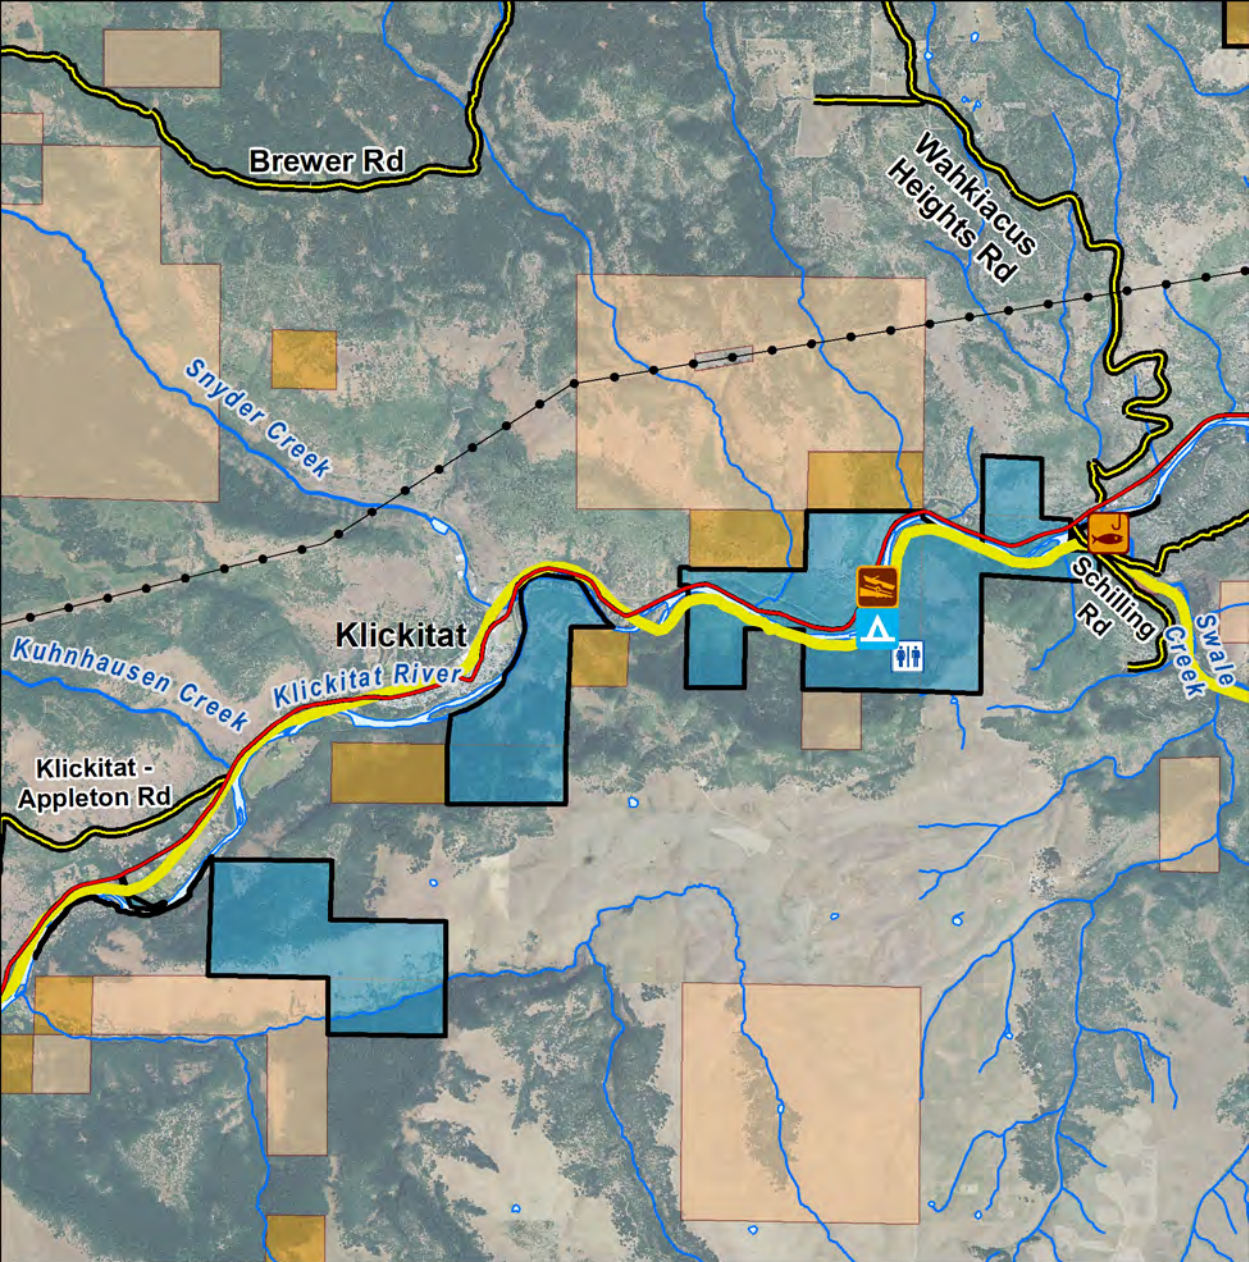 Brewer Rd
Wahkiacus
Heights Rd
Snyder Creek
Klickitat
Schilling
Rd
Swale
Creek
Kuhnhausen Creek
Klickitat River
Klickitat -
Appleton Rd